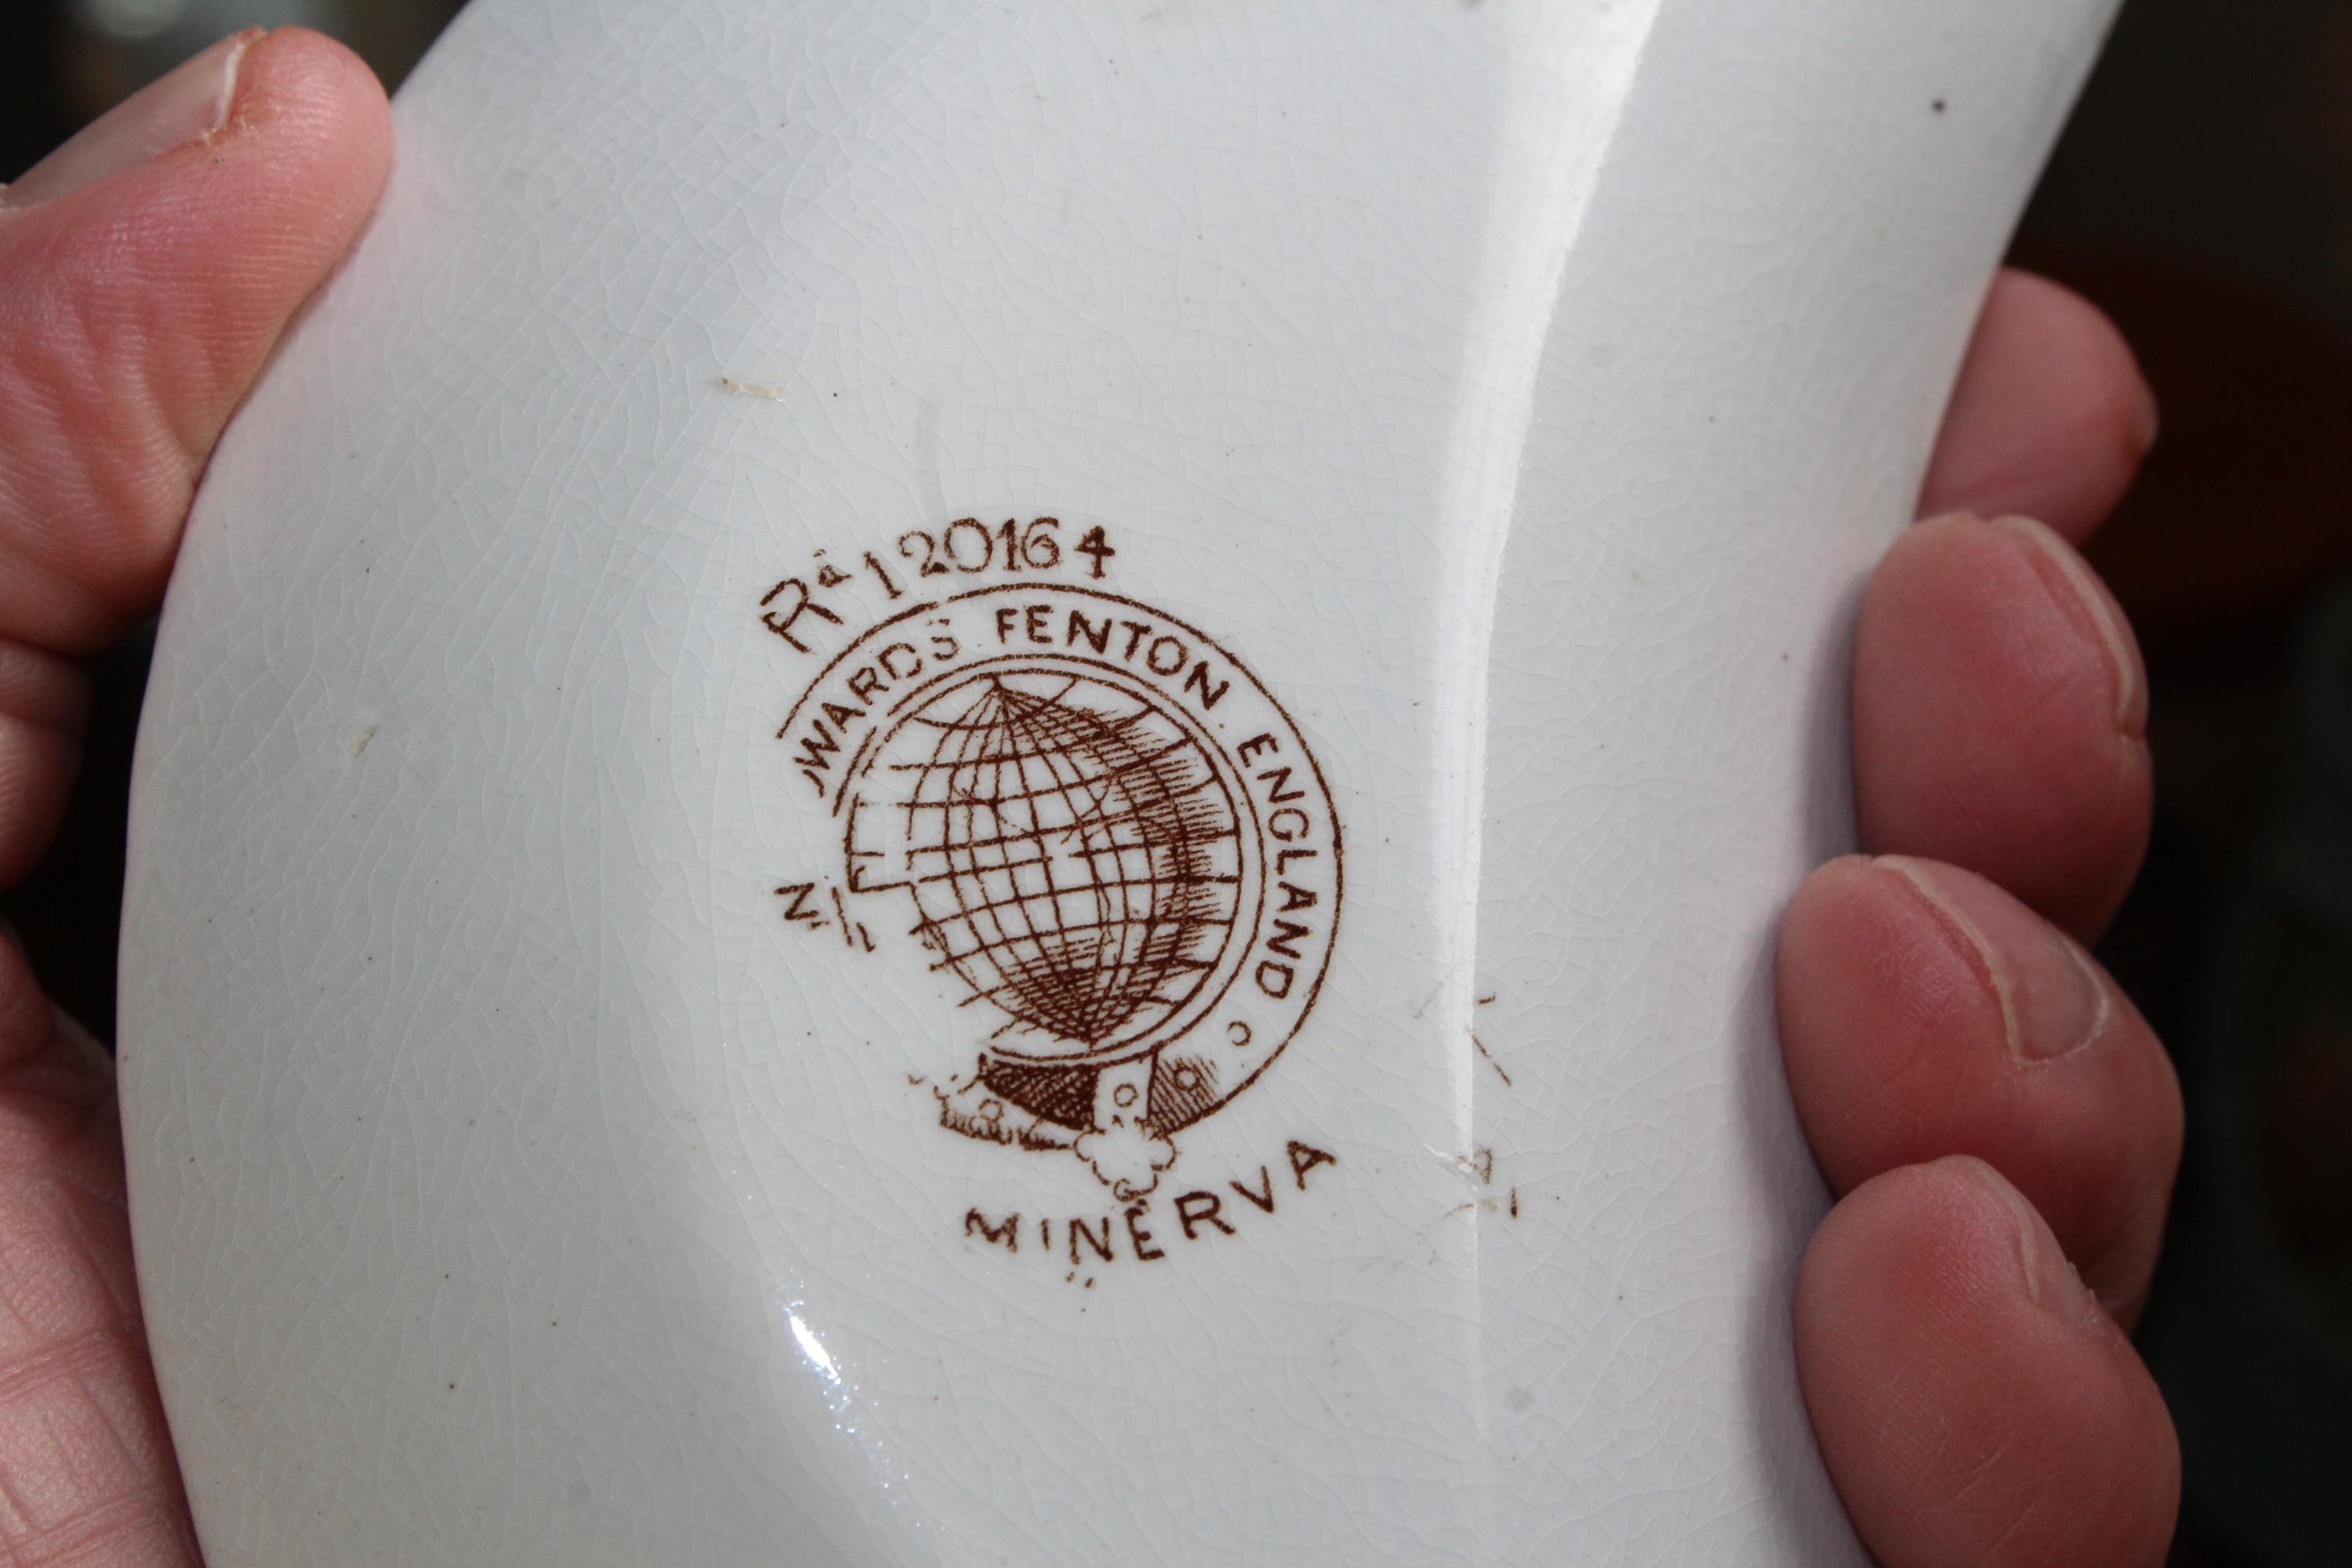 Rd 120164
WARDS FENTON. ENGLAND
MINERVA